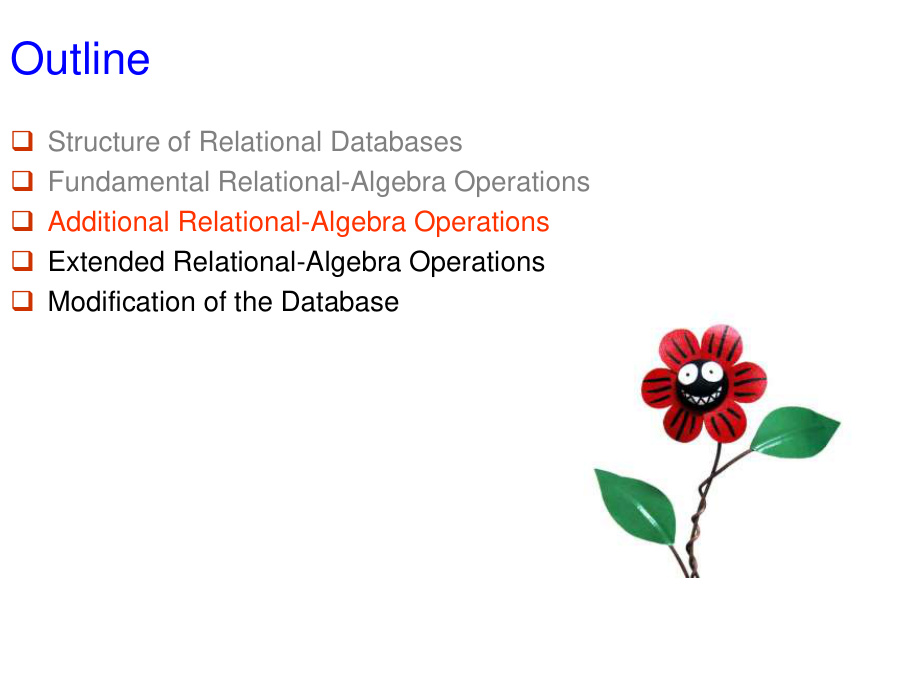 Outline
Structure of Relational Databases
Fundamental Relational-Algebra Operations
Additional Relational-Algebra Operations
Extended Relational-Algebra Operations
Modification of the Database